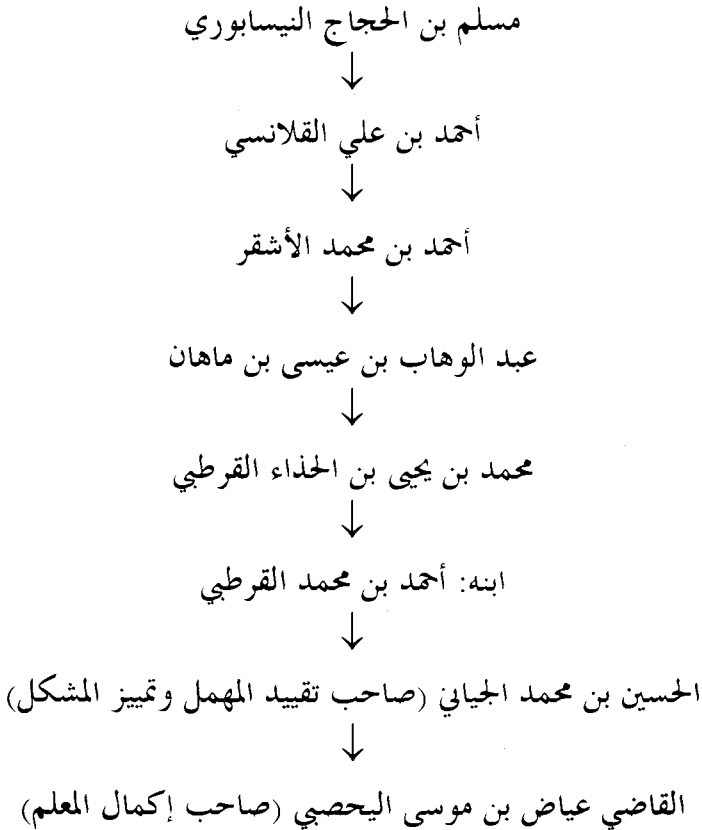 مسلم بن الحجاج النيسابوري
↓
أحمد بن علي القلانسي
↓
أحمد بن محمد الأشقر
↓
عبد الوهاب بن عيسى بن ماهان
↓
محمد بن يحيى بن الحذاء القرطبي
↓
ابنه: أحمد بن محمد القرطبي
↓
الحسين بن محمد الجياني (صاحب تقييد المهمل وتمييز المشكل)
↓
القاضي عياض بن موسى اليحصبي (صاحب إكمال المعلم)